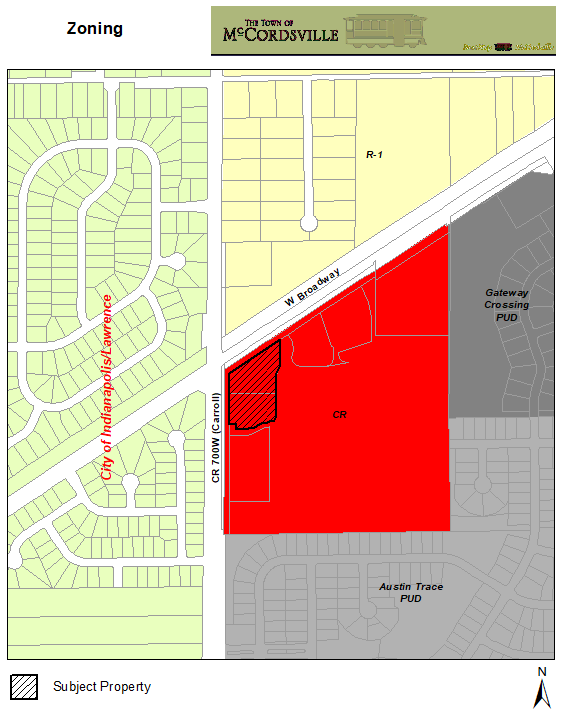 Zoning
THE TOWN OF
MCCORDSVILLE
R-1
W Broadway
Gateway
Crossing
PUD
City of Indianapolis/Lawrence
CR 700W (Carroll)
CR
Austin Trace
PUD
Subject Property
N